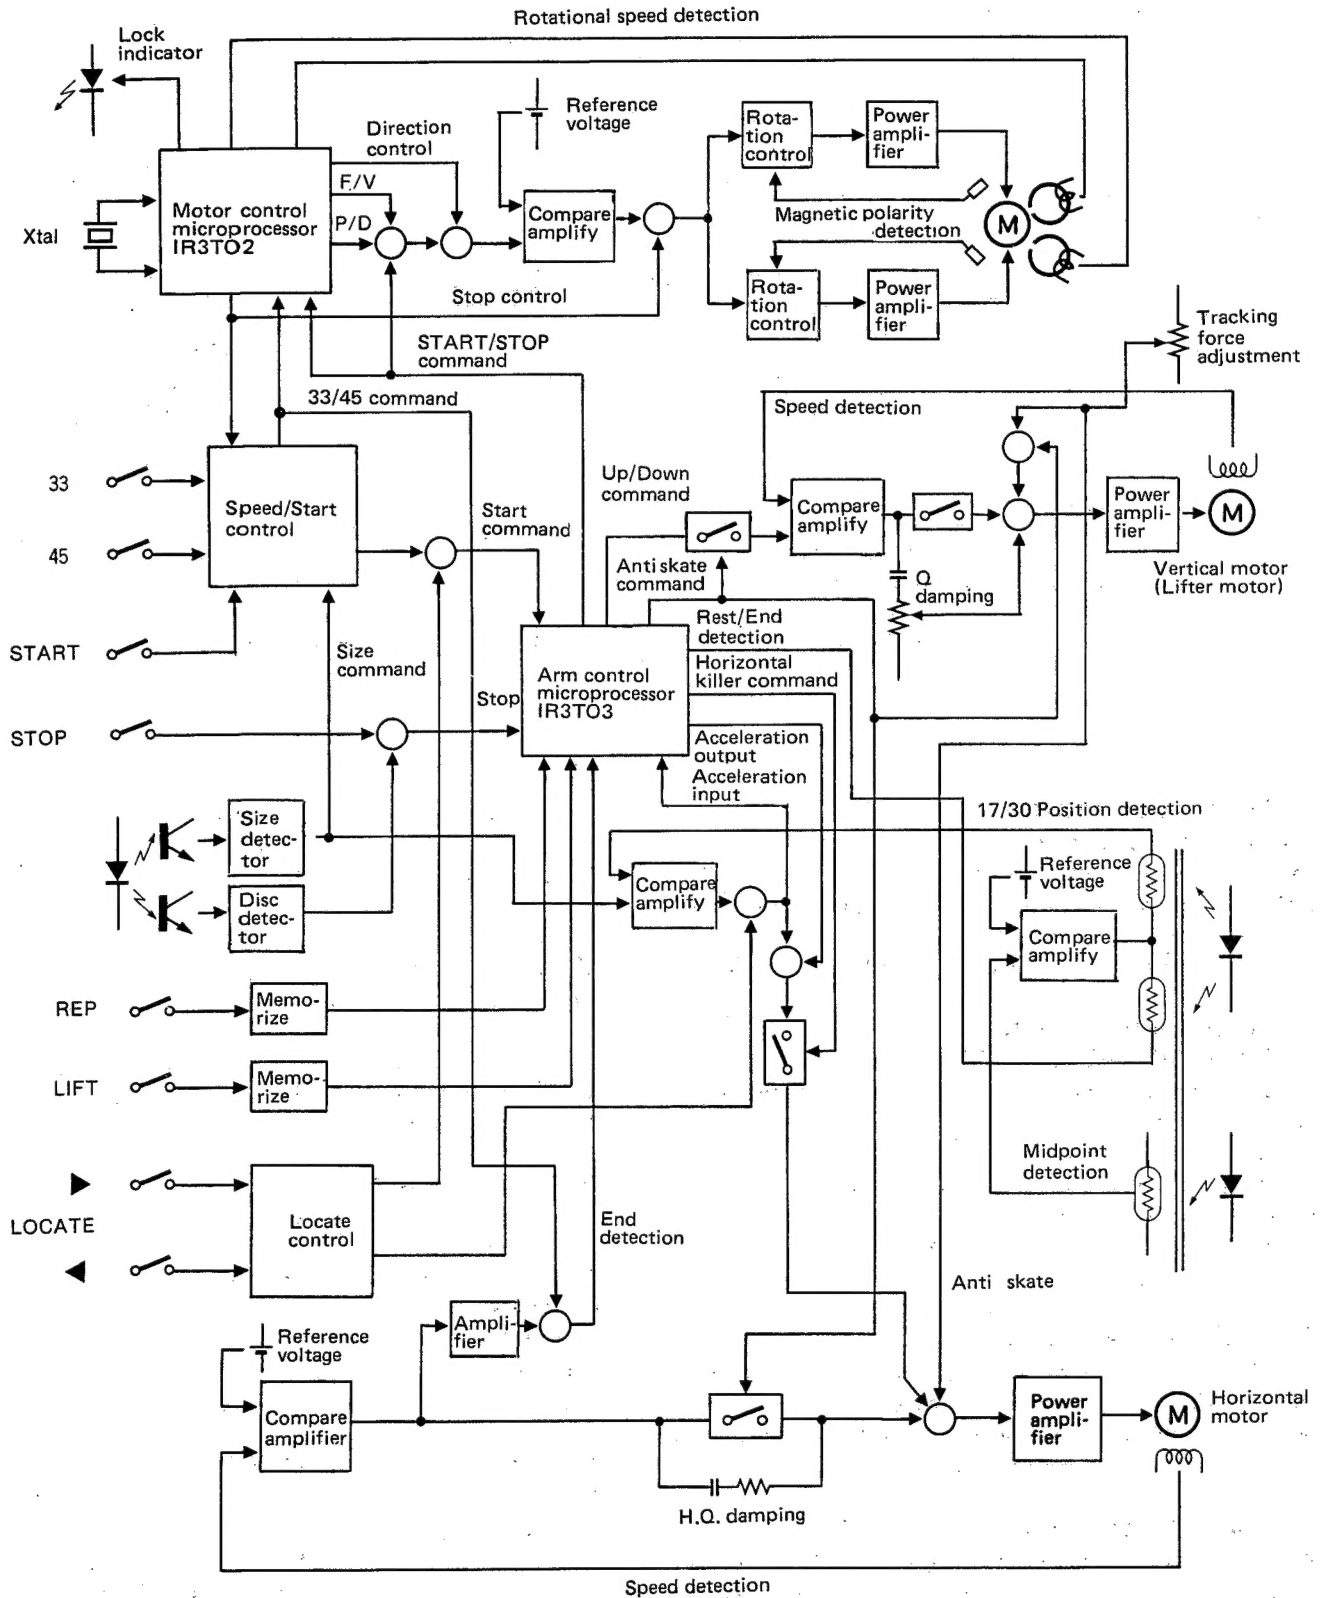 Rotational speed detection
Lock
indicator
Reference
voltage
Direction
control
F/V
P/D
Xtal
Motor control
microprocessor
IR3TO2
Compare
amplify
Rota-
tion
control
Power
ampli-
fier
Magnetic polarity
detection
M
Rota-
tion
control
Power
ampli-
fier
Stop control
START/STOP
command
33/45 command
Tracking
force
adjustment
Speed detection
33
45
Speed/Start
control
Start
command
Up/Down
command
Compare
amplify
Power
ampli-
fier
M
Vertical motor
(Lifter motor)
Anti skate
command
Q
damping
START
Size
command
Rest/End
detection
Horizontal
killer command
Arm control
microprocessor
IR3TO3
Stop
STOP
Acceleration
output
Acceleration
input
17/30 Position detection
Size
detec-
tor
Disc
detec-
tor
Compare
amplify
Reference
voltage
Compare
amplify
REP
Memo-
rize
LIFT
Memo-
rize
Midpoint
detection
LOCATE
Locate
control
End
detection
Anti skate
Ampli-
fier
Reference
voltage
Compare
amplifier
Power
ampli-
fier
M
Horizontal
motor
H.Q. damping
Speed detection